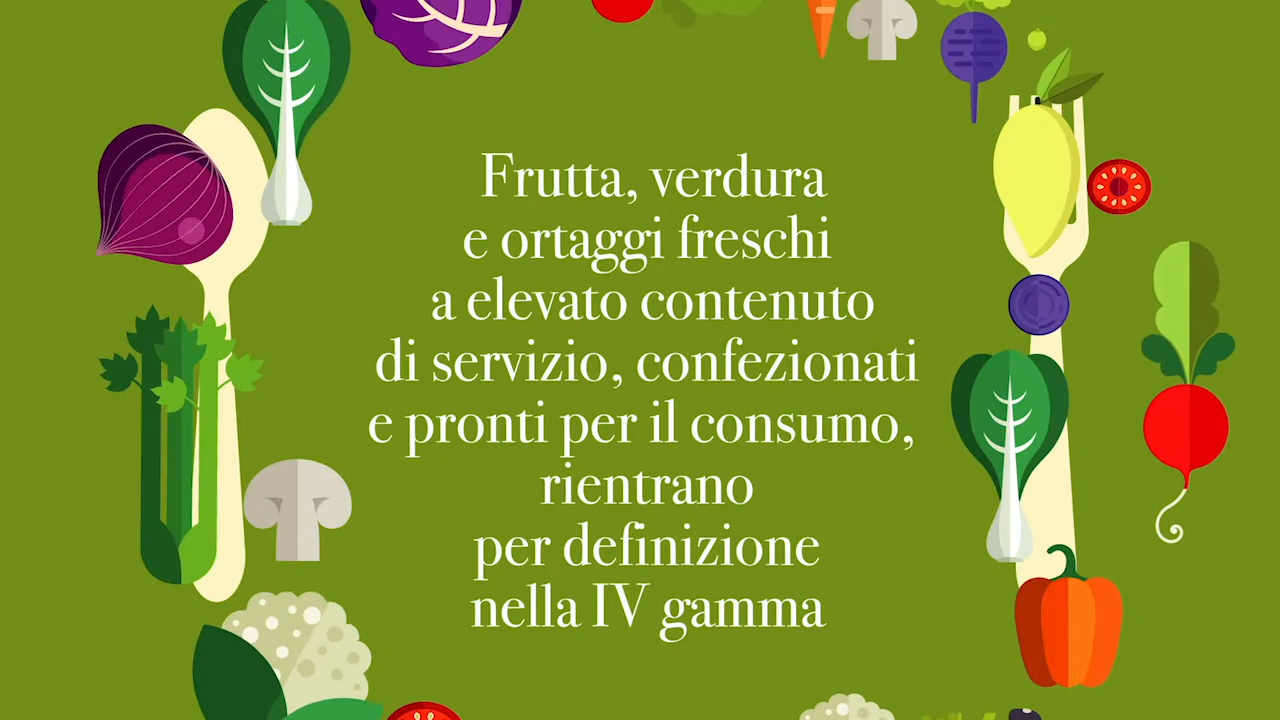 Frutta, verdura
e ortaggi freschi
a elevato contenuto
di servizio, confezionati
e pronti per il consumo,
rientrano
per definizione
nella IV gamma